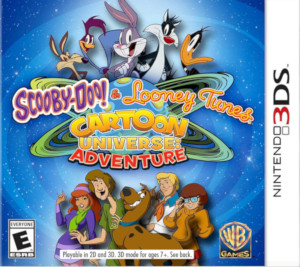 SCOOBY-DOO! & Looney Tunes
CARTOON
UNIVERSE:
ADVENTURE
NINTENDO 3DS
EVERYONE
E
ESRB
Playable in 2D and 3D. 3D mode for ages 7+. See back.
WB
GAMES